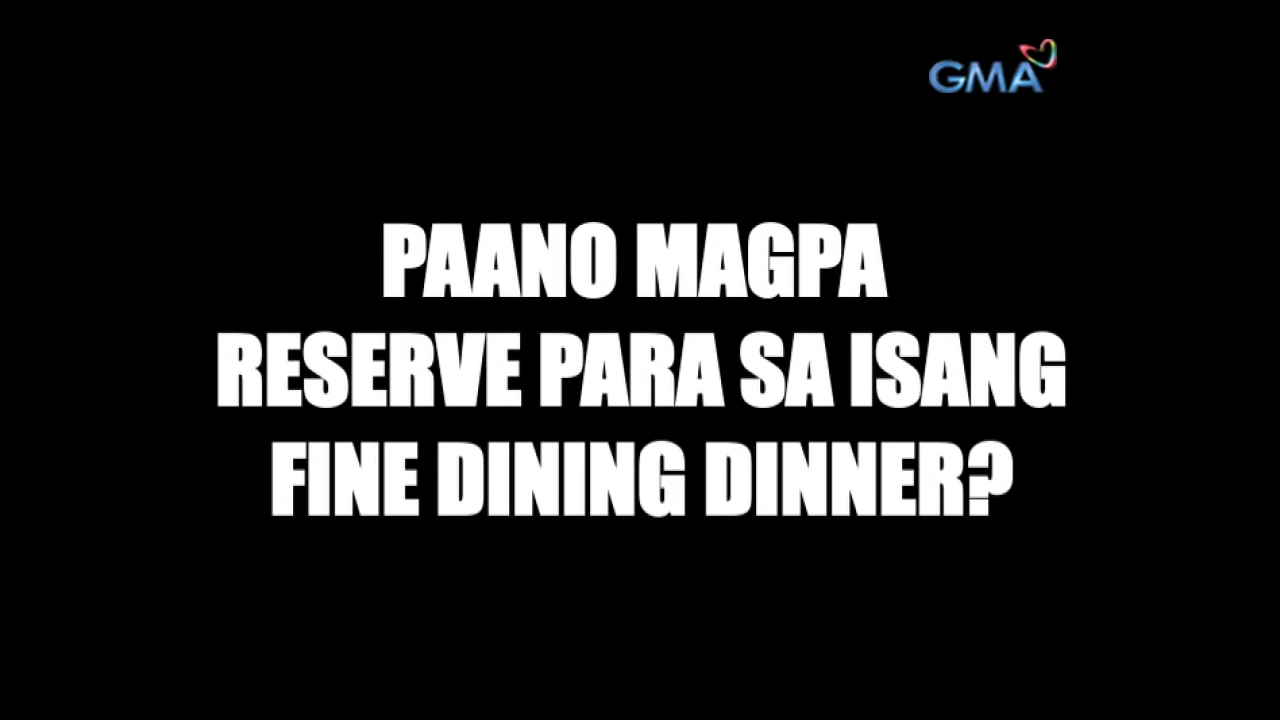 GMA
PAANO MAGPA
RESERVE PARA SA ISANG
FINE DINING DINNER?